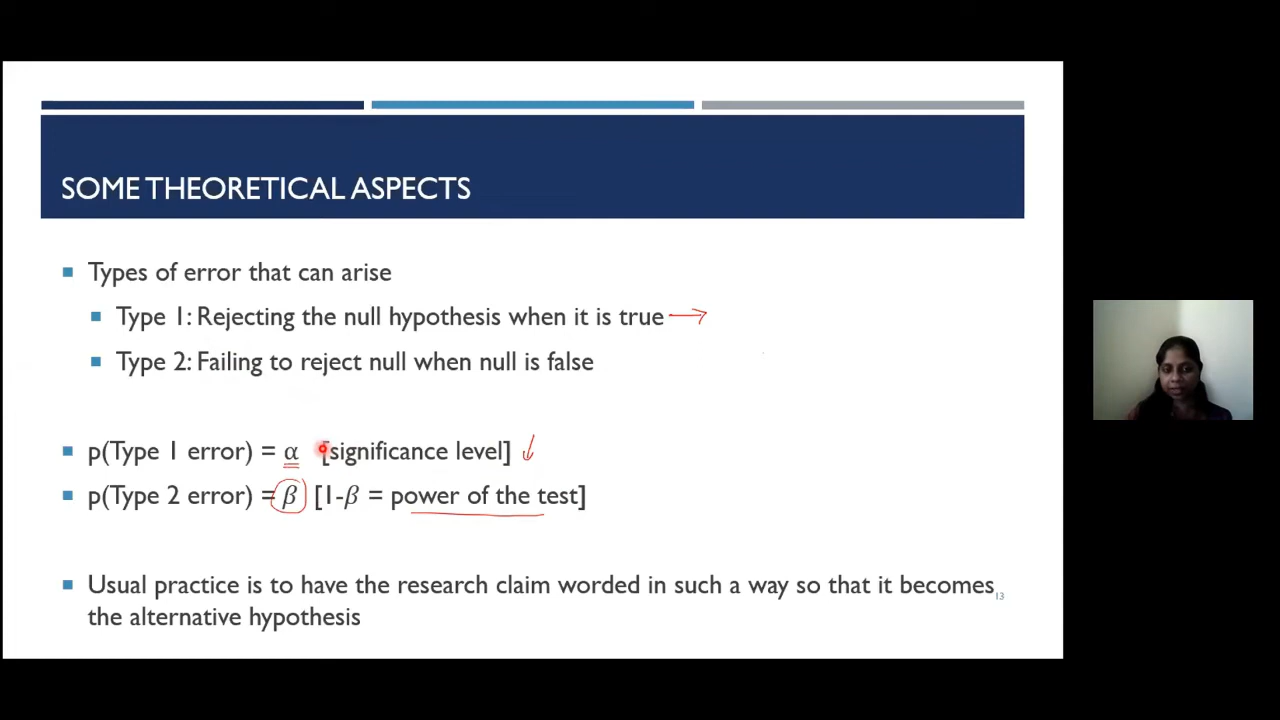 SOME THEORETICAL ASPECTS
Types of error that can arise
Type 1: Rejecting the null hypothesis when it is true
Type 2: Failing to reject null when null is false
p(Type 1 error) = α [significance level]
p(Type 2 error) = β [1-β = power of the test]
Usual practice is to have the research claim worded in such a way so that it becomes
the alternative hypothesis
13